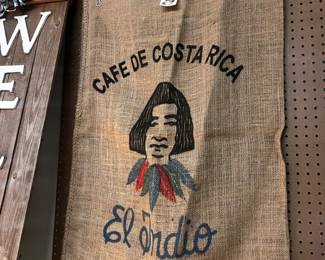 W
E
CAFE DE COSTA RICA
El Indio